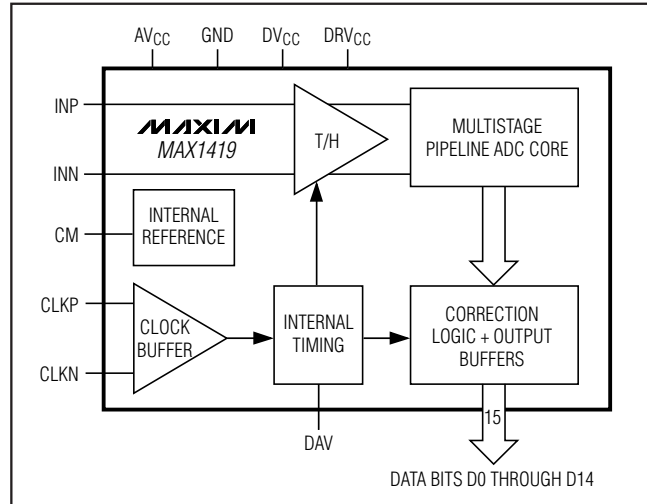 AVCC GND DVCC DRVCC
INP
MAXIM
MAX1419
T/H
MULTISTAGE
PIPELINE ADC CORE
INN
CM
INTERNAL
REFERENCE
CLKP
CLOCK
BUFFER
CLKN
INTERNAL
TIMING
CORRECTION
LOGIC + OUTPUT
BUFFERS
15
DAV
DATA BITS D0 THROUGH D14